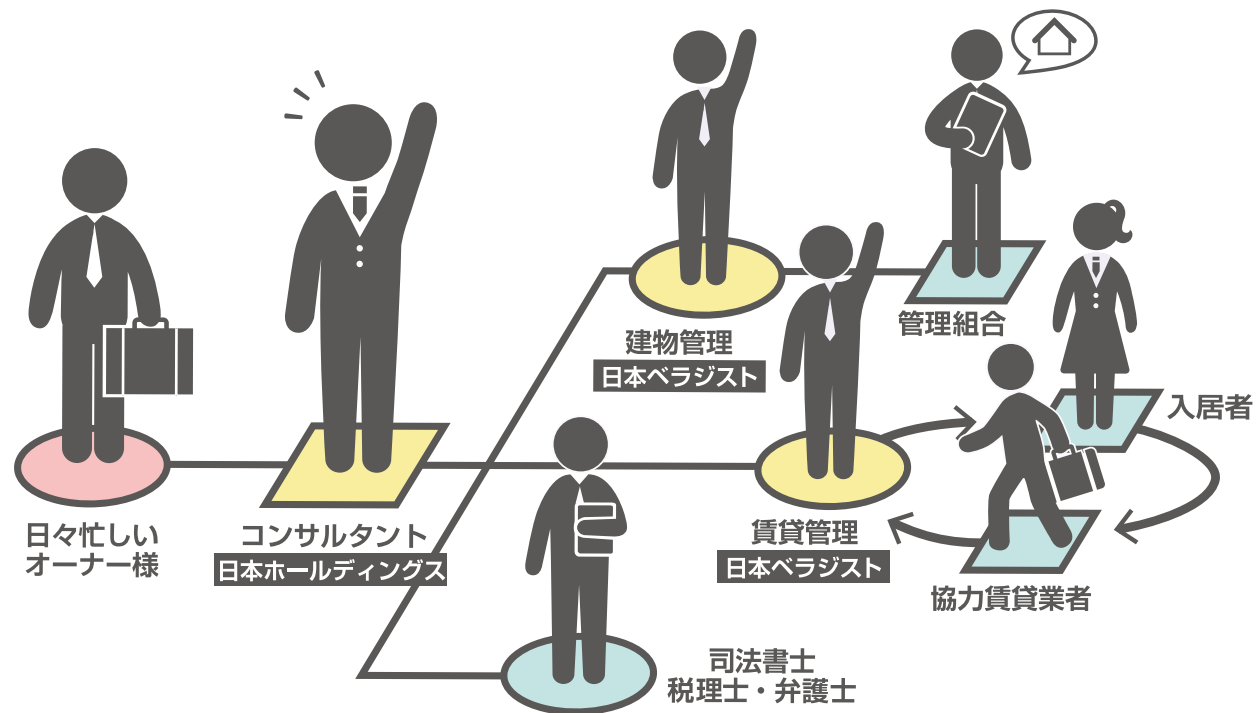 日々忙しい
オーナー様
コンサルタント
日本ホールディングス
建物管理
日本ベラジスト
管理組合
賃貸管理
日本ベラジスト
入居者
協力賃貸業者
司法書士
税理士・弁護士